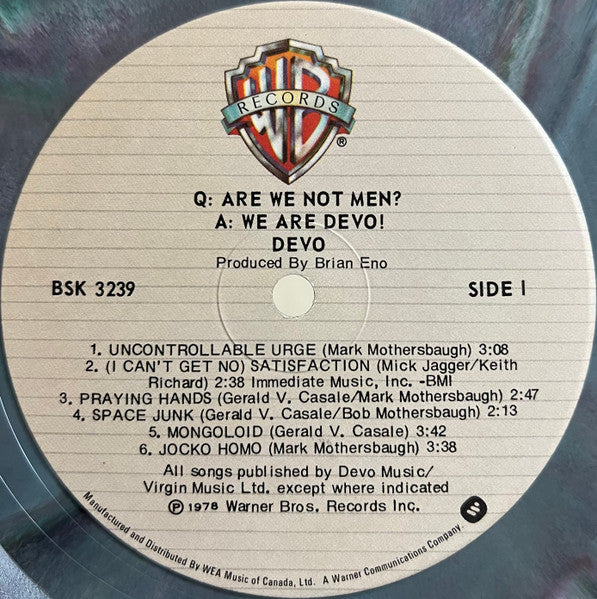 WB
RECORDS
®
Q: ARE WE NOT MEN?
A: WE ARE DEVO!
DEVO
Produced By Brian Eno
BSK 3239
SIDE 1
1. UNCONTROLLABLE URGE (Mark Mothersbaugh) 3:08
2. (I CAN'T GET NO) SATISFACTION (Mick Jagger/Keith
Richard) 2:38 Immediate Music, Inc. -BMI
3. PRAYING HANDS (Gerald V. Casale/Mark Mothersbaugh) 2:47
4. SPACE JUNK (Gerald V. Casale/Bob Mothersbaugh) 2:13
5. MONGOLOID (Gerald V. Casale) 3:42
6. JOCKO HOMO (Mark Mothersbaugh) 3:38
All songs published by Devo Music/
Virgin Music Ltd. except where indicated
℗ 1978 Warner Bros. Records Inc.
Manufactured and Distributed By WEA Music of Canada, Ltd. A Warner Communications Company.